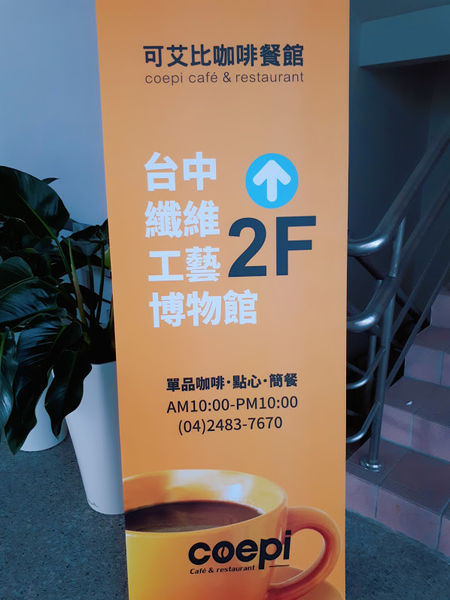 可艾比咖啡餐館
coepi café & restaurant
台中
纖維
工藝
博物館
2F
單品咖啡·點心·簡餐
AM10:00-PM10:00
(04)2483-7670
coepi
Café & restaurant